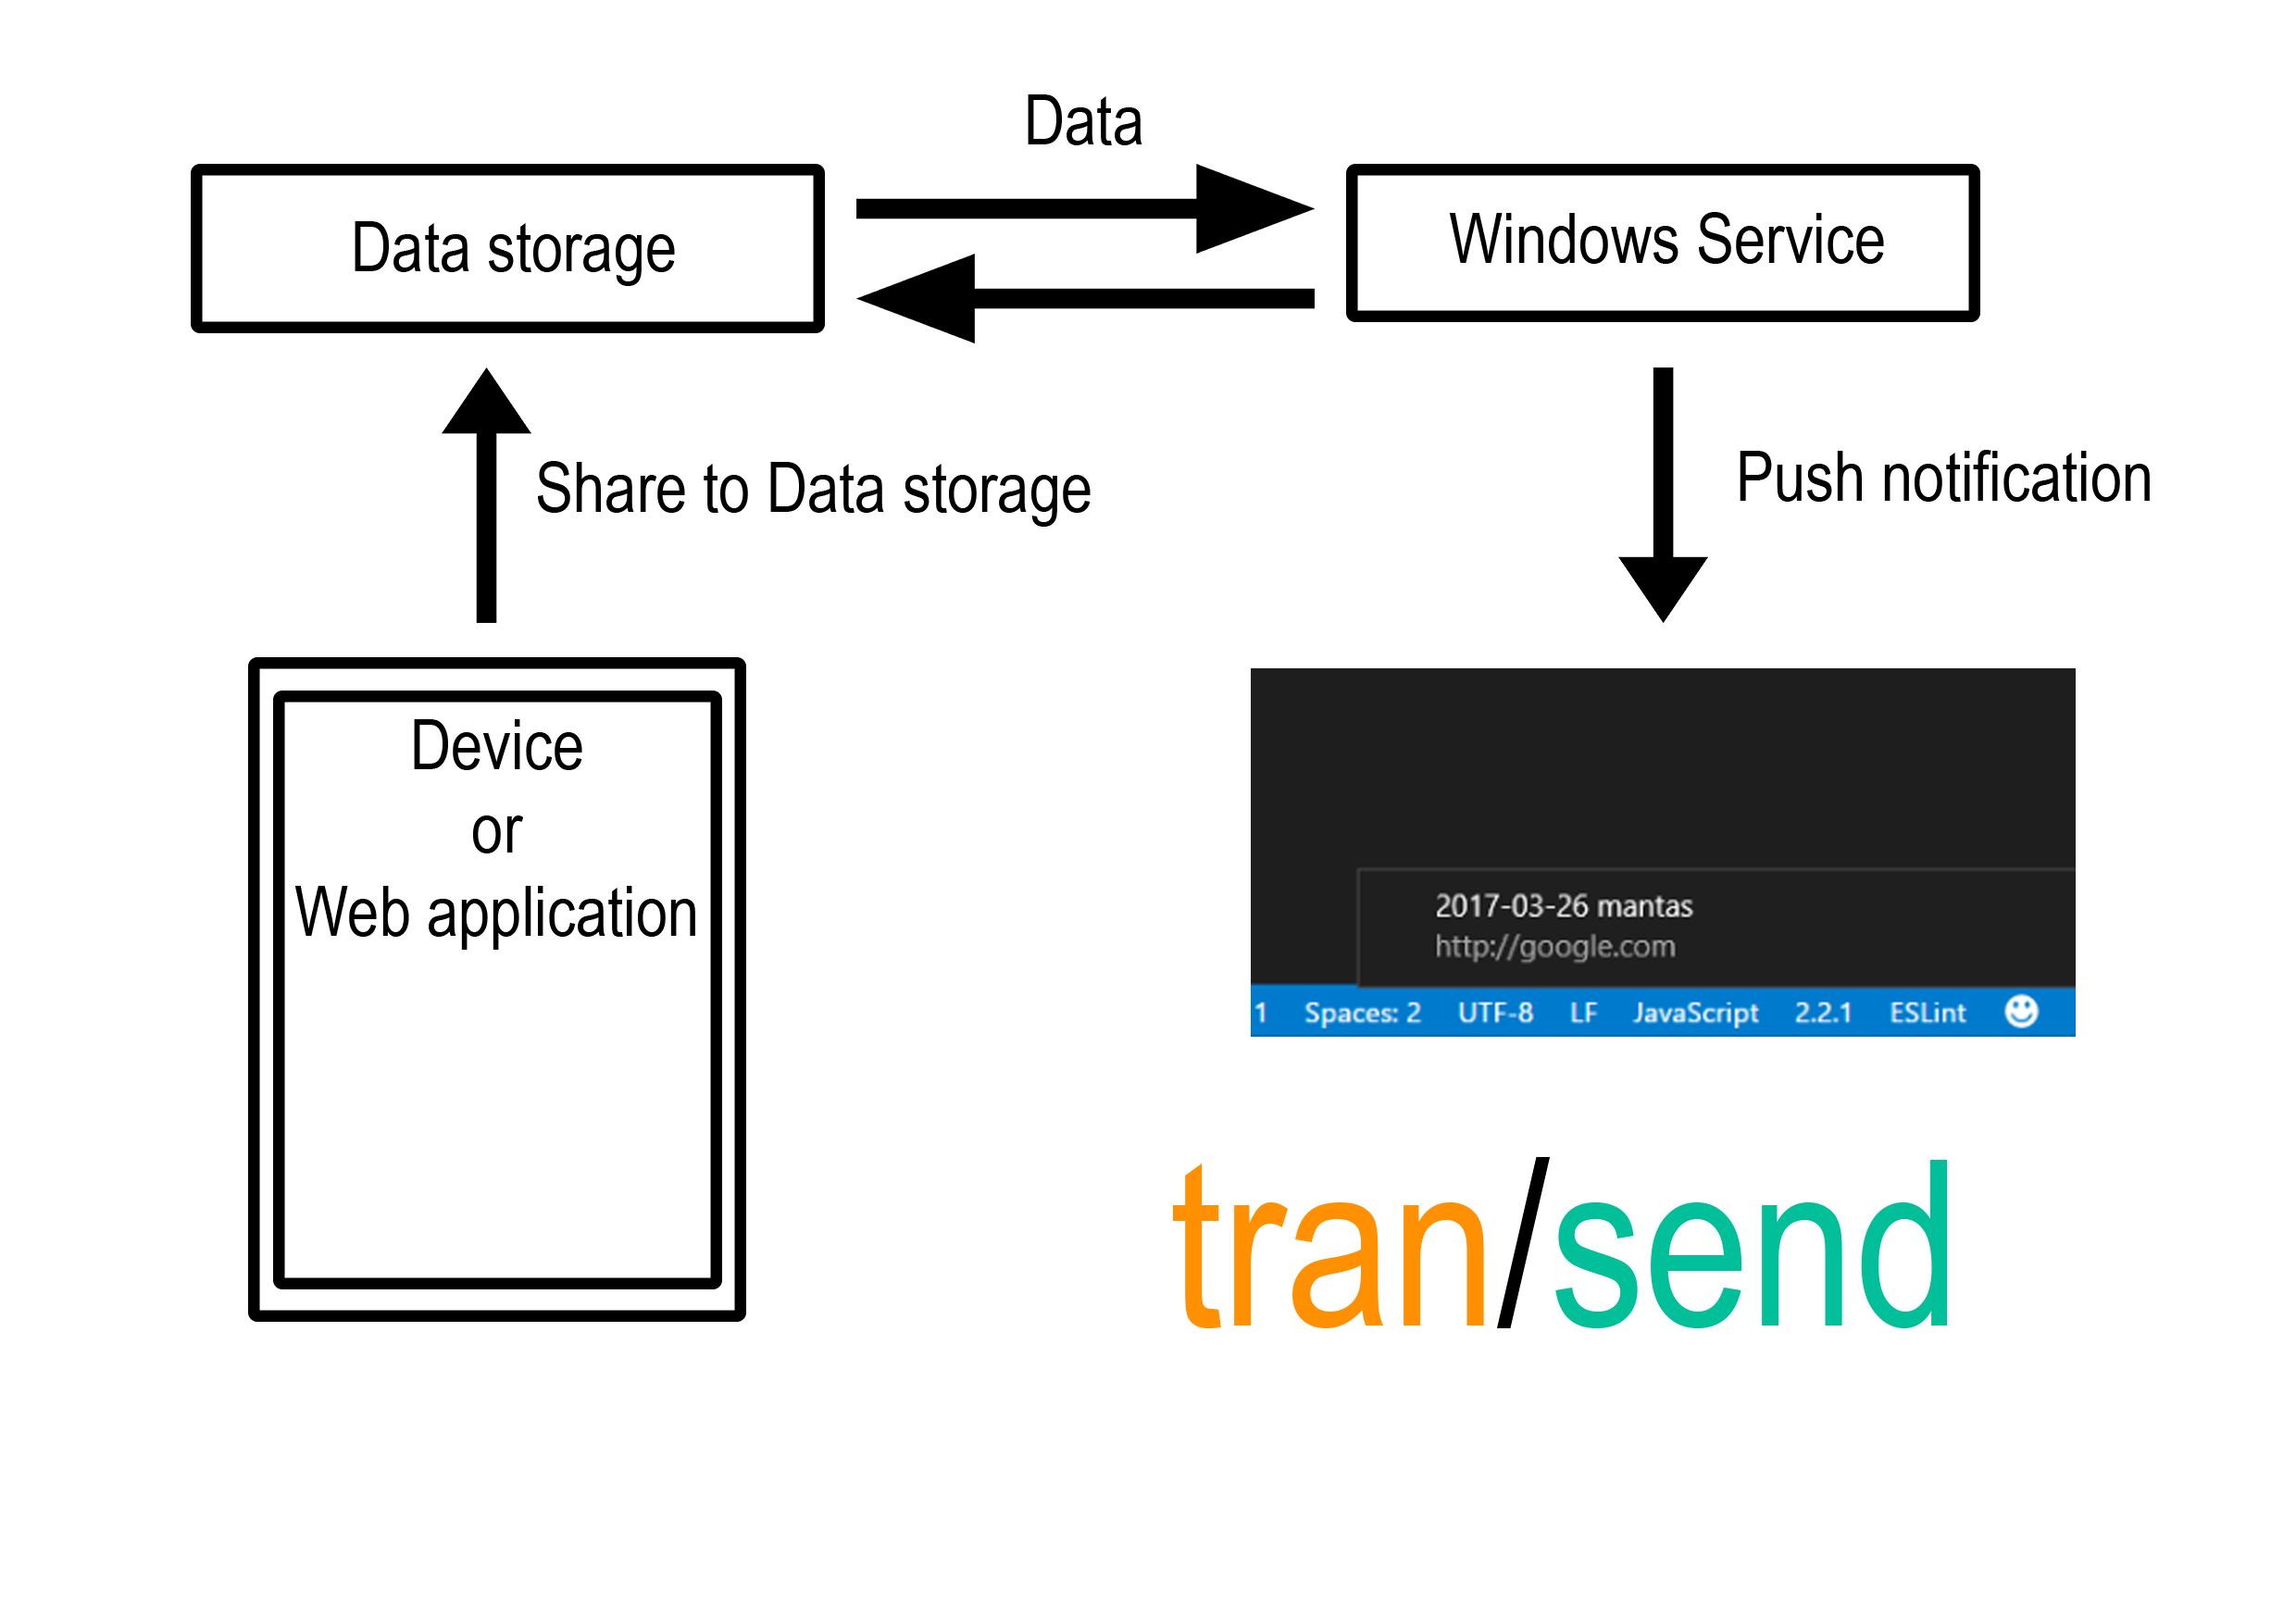 Data
Data storage
Windows Service
Share to Data storage
Push notification
Device
or
Web application
2017-03-26 mantas
http://google.com
1 Spaces: 2 UTF-8 LF JavaScript 2.2.1 ESLint
tran/send